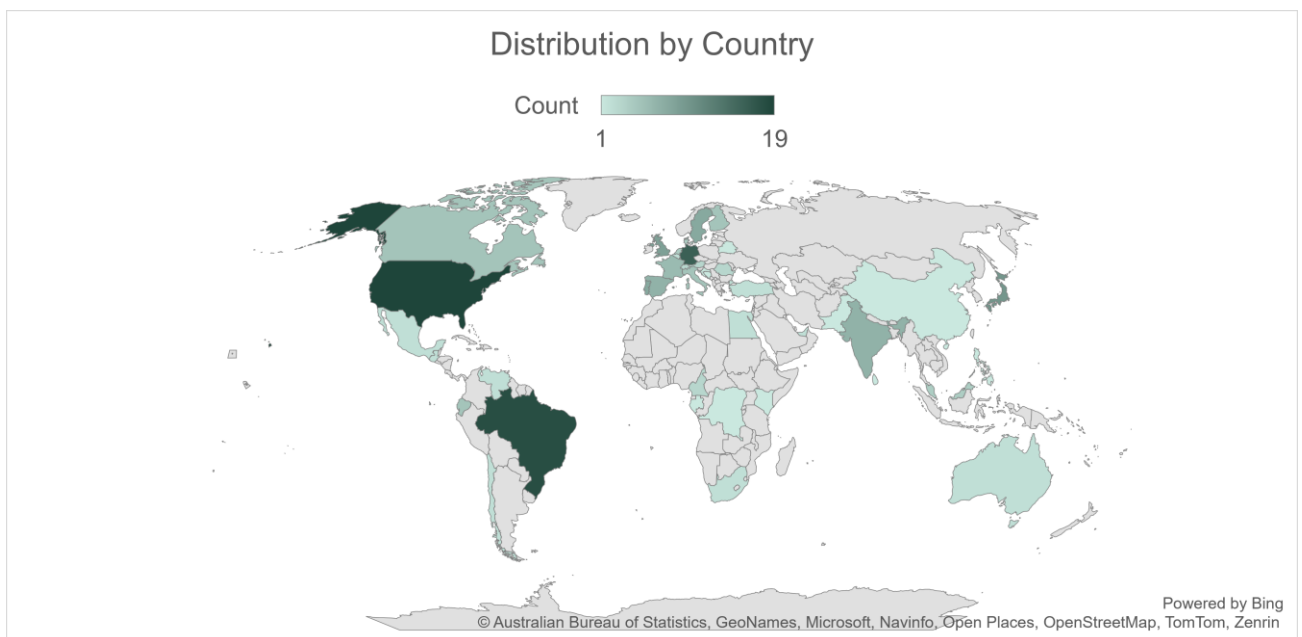 Distribution by Country
Count
1 19
Powered by Bing
© Australian Bureau of Statistics, GeoNames, Microsoft, Navinfo, Open Places, OpenStreetMap, TomTom, Zenrin